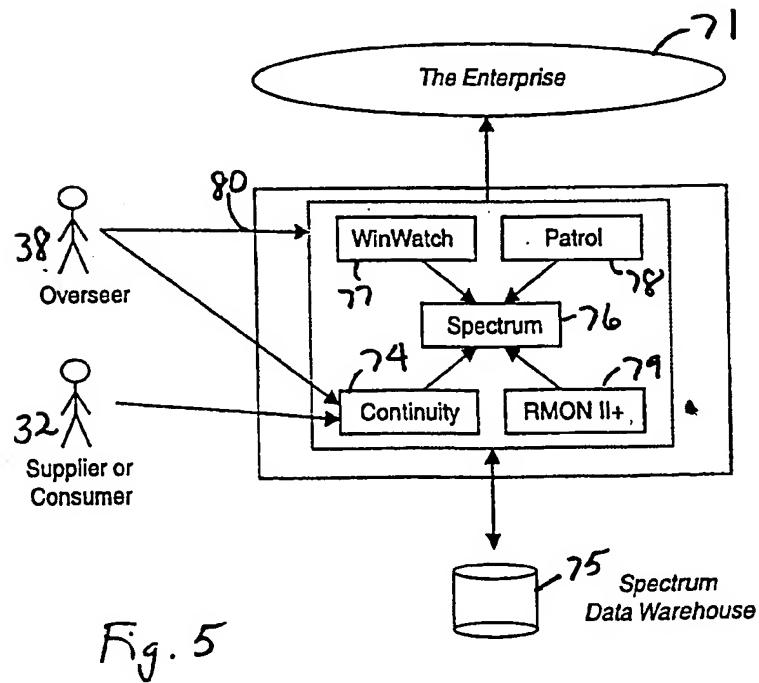 71
The Enterprise
80
38
Overseer
WinWatch
77
Patrol
78
Spectrum
76
74
Continuity
79
RMON II+
32
Supplier or
Consumer
75
Spectrum
Data Warehouse
Fig. 5